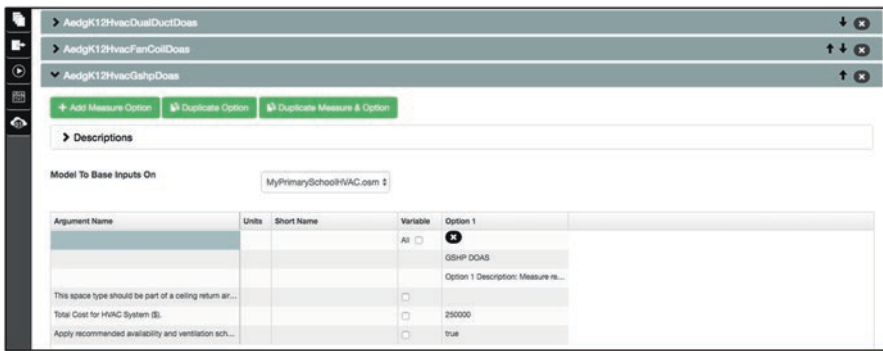 AedgK12HvacDualDuctDoas
AedgK12HvacFanCoilDoas
AedgK12HvacGshpDoas
+ Add Measure Option Duplicate Option Duplicate Measure & Option
Descriptions
Model To Base Inputs On MyPrimarySchoolHVAC.osm
Argument Name Units Short Name Variable Option 1
All
GSHP DOAS
Option 1 Description: Measure re...
This space type should be part of a ceiling return air...
Total Cost for HVAC System ($). 250000
Apply recommended availability and ventilation sch... true